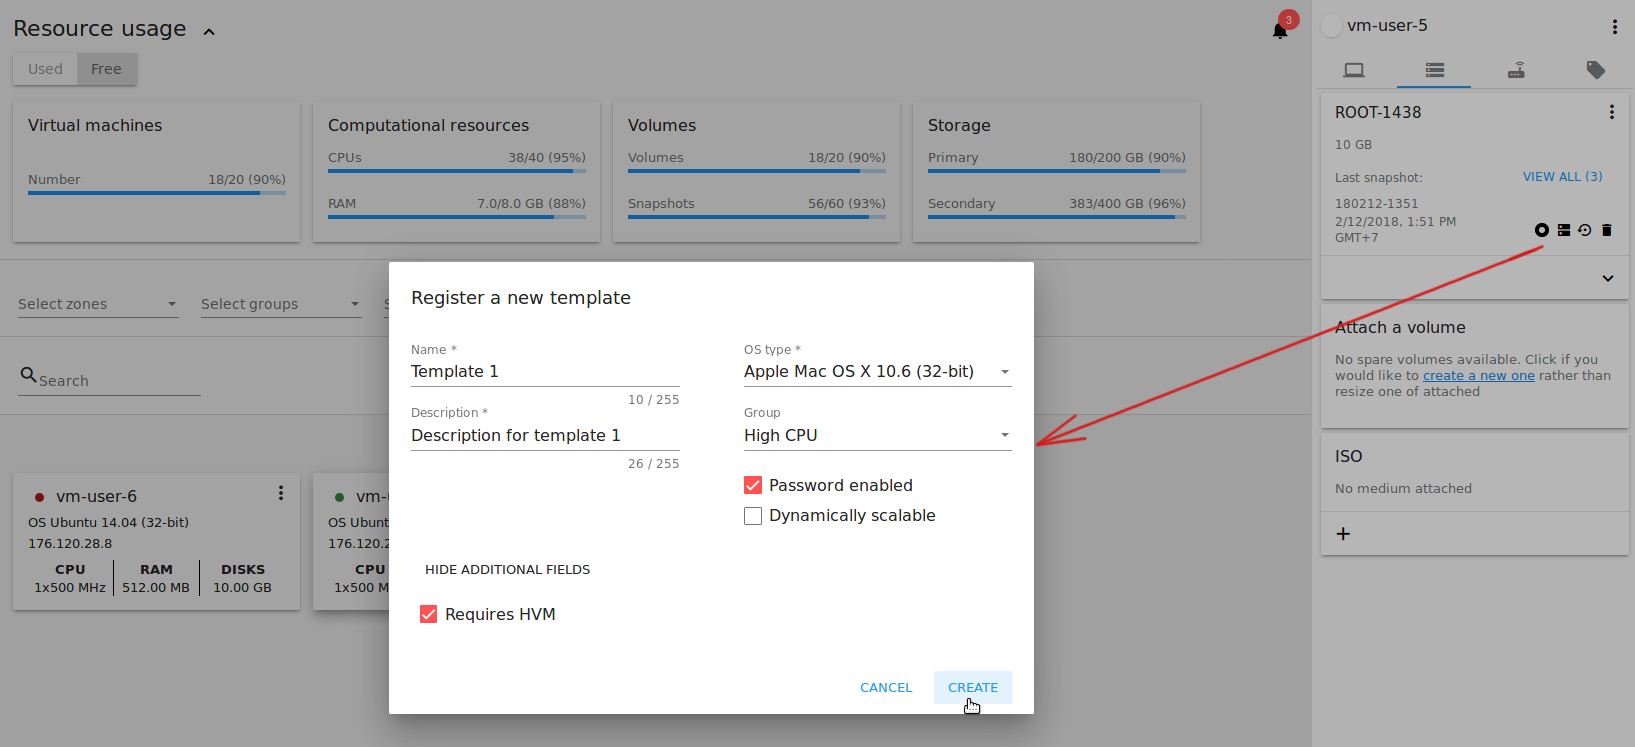 Resource usage
3
Used Free
Virtual machines
Number 18/20 (90%)
Computational resources
CPUs 38/40 (95%)
RAM 7.0/8.0 GB (88%)
Volumes
Volumes 18/20 (90%)
Snapshots 56/60 (93%)
Storage
Primary 180/200 GB (90%)
Secondary 383/400 GB (96%)
Select zones
Select groups
Search
vm-user-6
OS Ubuntu 14.04 (32-bit)
176.120.28.8
CPU RAM DISKS
1x500 MHz 512.00 MB 10.00 GB
vm-
OS Ubunt
176.120.2
CPU
1x500 M
Register a new template
Name *
Template 1
10 / 255
Description *
Description for template 1
26 / 255
OS type *
Apple Mac OS X 10.6 (32-bit)
Group
High CPU
Password enabled
Dynamically scalable
HIDE ADDITIONAL FIELDS
Requires HVM
CANCEL CREATE
vm-user-5
ROOT-1438
10 GB
Last snapshot: VIEW ALL (3)
180212-1351
2/12/2018, 1:51 PM
GMT+7
Attach a volume
No spare volumes available. Click if you
would like to create a new one rather than
resize one of attached
ISO
No medium attached